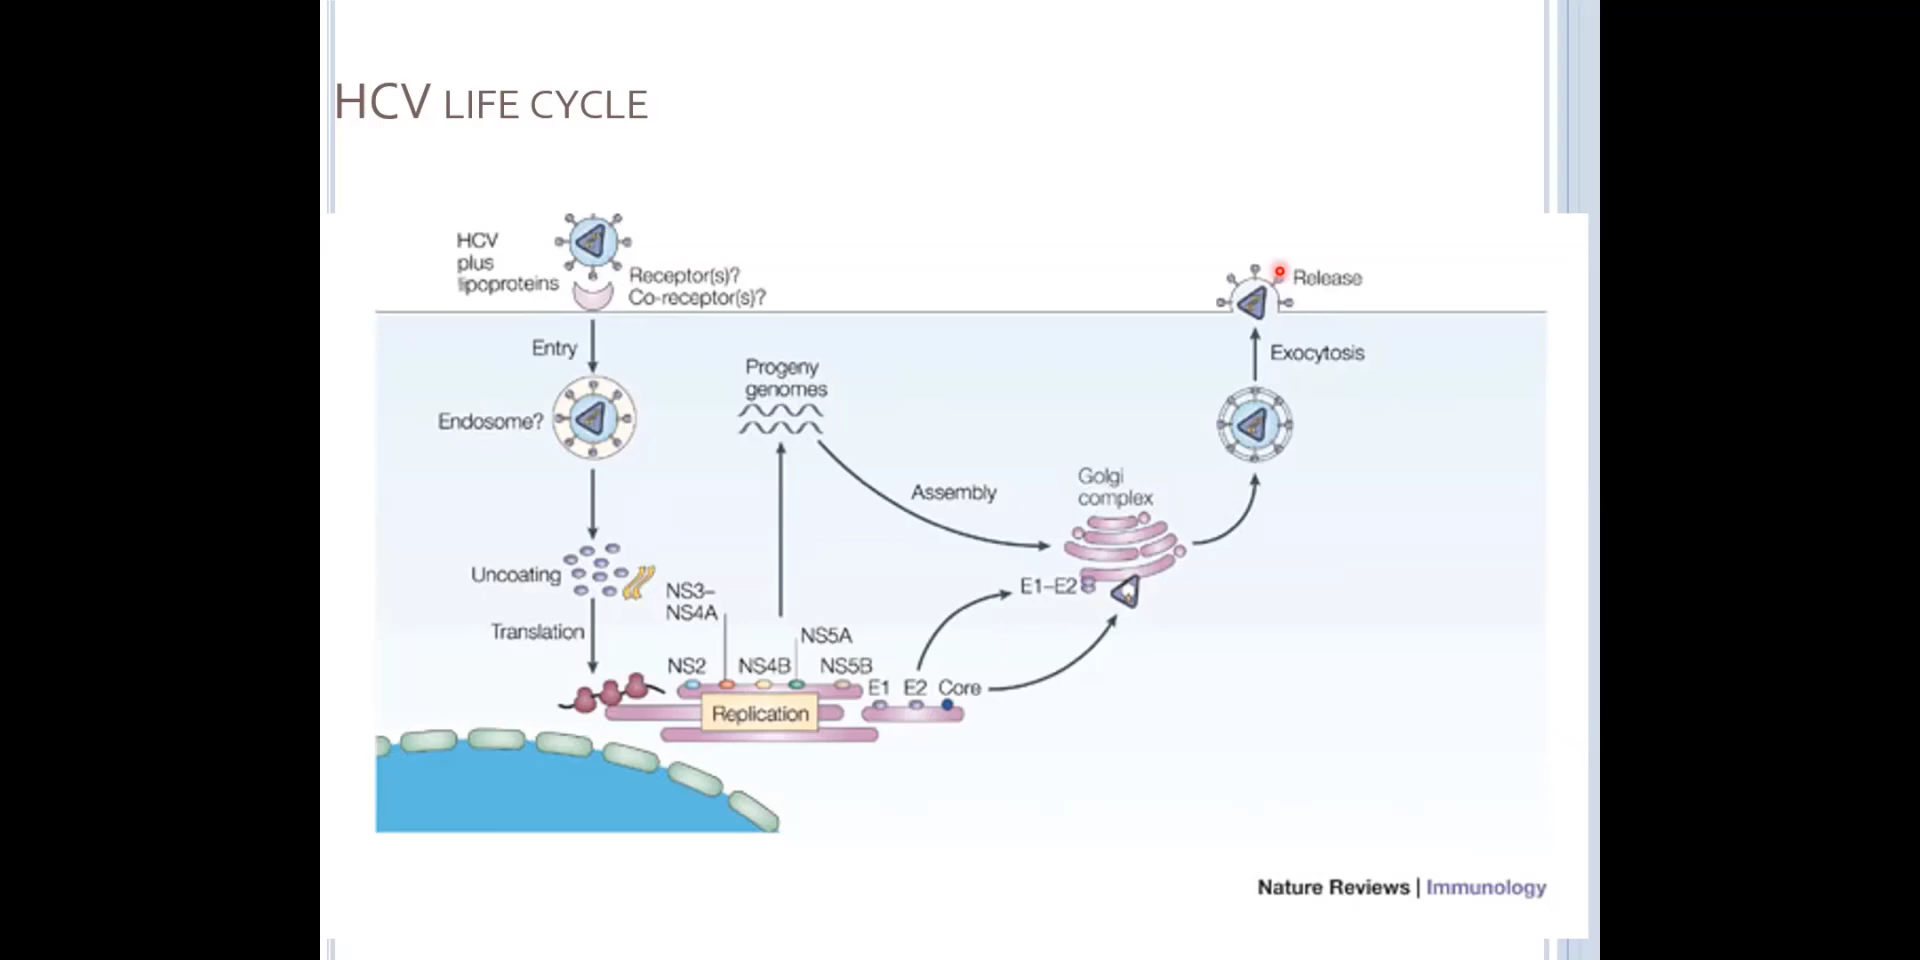 HCV LIFE CYCLE
HCV
plus
lipoproteins
Receptor(s)?
Co-receptor(s)?
Release
Entry
Exocytosis
Progeny
genomes
Endosome?
Golgi
complex
Assembly
Uncoating
NS3–
NS4A
E1–E2
Translation
NS5A
NS2
NS4B
NS5B
E1 E2 Core
Replication
Nature Reviews | Immunology